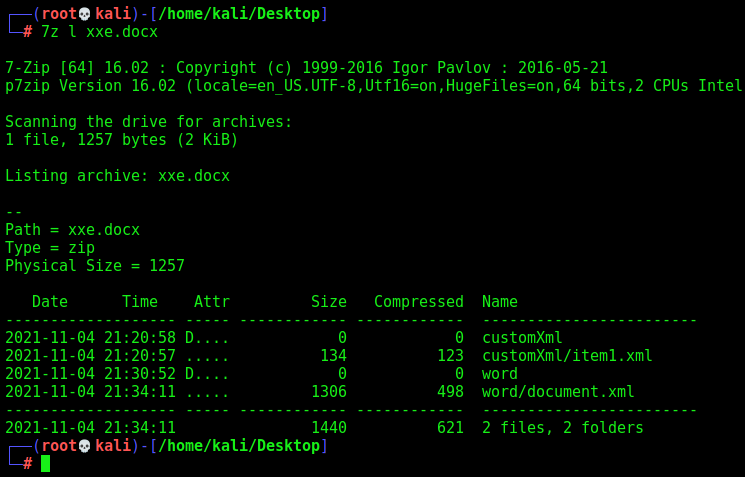 ┌──(root💀kali)-[/home/kali/Desktop]
└─# 7z l xxe.docx

7-Zip [64] 16.02 : Copyright (c) 1999-2016 Igor Pavlov : 2016-05-21
p7zip Version 16.02 (locale=en_US.UTF-8,Utf16=on,HugeFiles=on,64 bits,2 CPUs Intel

Scanning the drive for archives:
1 file, 1257 bytes (2 KiB)

Listing archive: xxe.docx

--
Path = xxe.docx
Type = zip
Physical Size = 1257

   Date      Time    Attr         Size   Compressed  Name
------------------- ----- ------------ ------------  ------------------------
2021-11-04 21:20:58 D....            0            0  customXml
2021-11-04 21:20:57 .....          134          123  customXml/item1.xml
2021-11-04 21:30:52 D....            0            0  word
2021-11-04 21:34:11 .....         1306          498  word/document.xml
------------------- ----- ------------ ------------  ------------------------
2021-11-04 21:34:11               1440          621  2 files, 2 folders
┌──(root💀kali)-[/home/kali/Desktop]
└─#